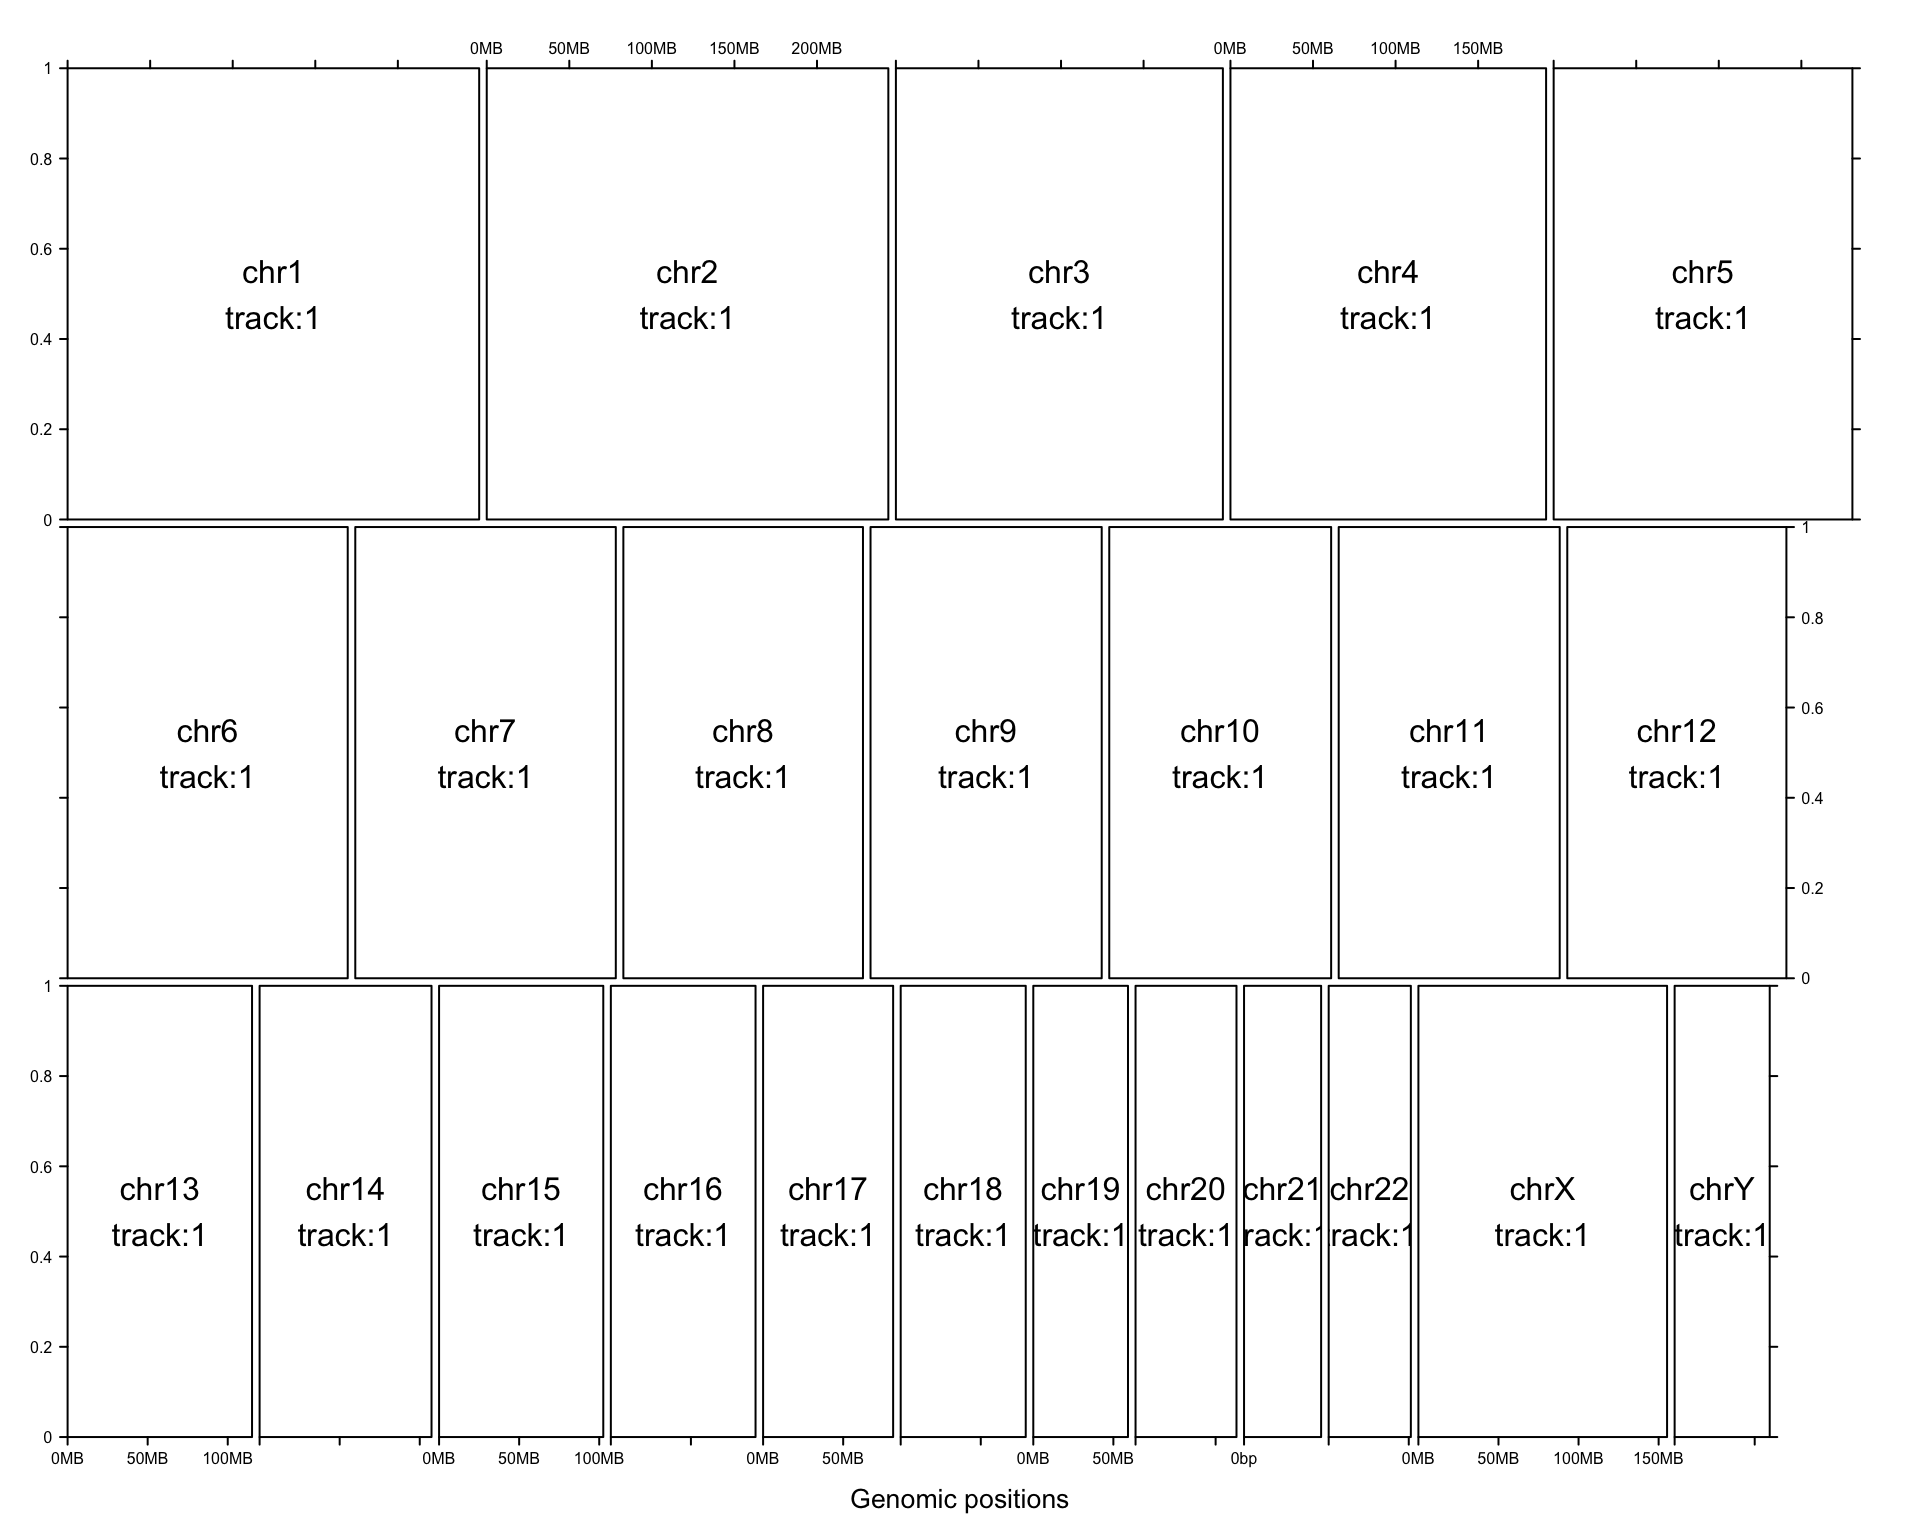 0MB 50MB 100MB 150MB 200MB 0MB 50MB 100MB 150MB
1
0.8
0.6
chr1 chr2 chr3 chr4 chr5
track:1 track:1 track:1 track:1 track:1
0.4
0.2
0
1
0.8
0.6
chr6 chr7 chr8 chr9 chr10 chr11 chr12
track:1 track:1 track:1 track:1 track:1 track:1 track:1
0.4
0.2
0
1
0.8
0.6
chr13 chr14 chr15 chr16 chr17 chr18 chr19 chr20 chr21 chr22 chrX chrY
track:1 track:1 track:1 track:1 track:1 track:1 track:1 track:1 rack:1 rack:1 track:1 track:1
0.4
0.2
0
0MB 50MB 100MB 0MB 50MB 100MB 0MB 50MB 0MB 50MB 0bp 0MB 50MB 100MB 150MB
Genomic positions